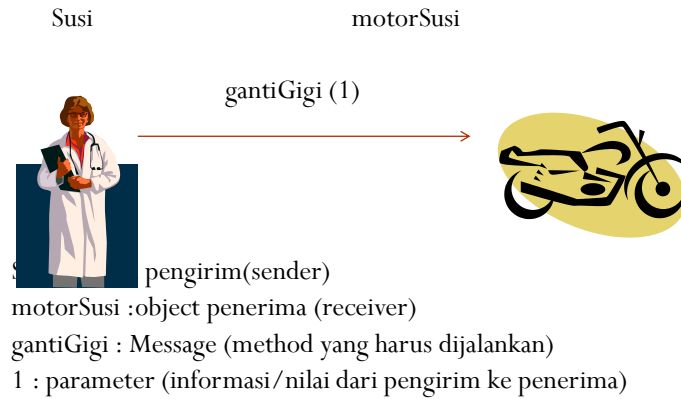 Susi motorSusi
gantiGigi (1)
pengirim(sender)
motorSusi :object penerima (receiver)
gantiGigi : Message (method yang harus dijalankan)
1 : parameter (informasi/nilai dari pengirim ke penerima)